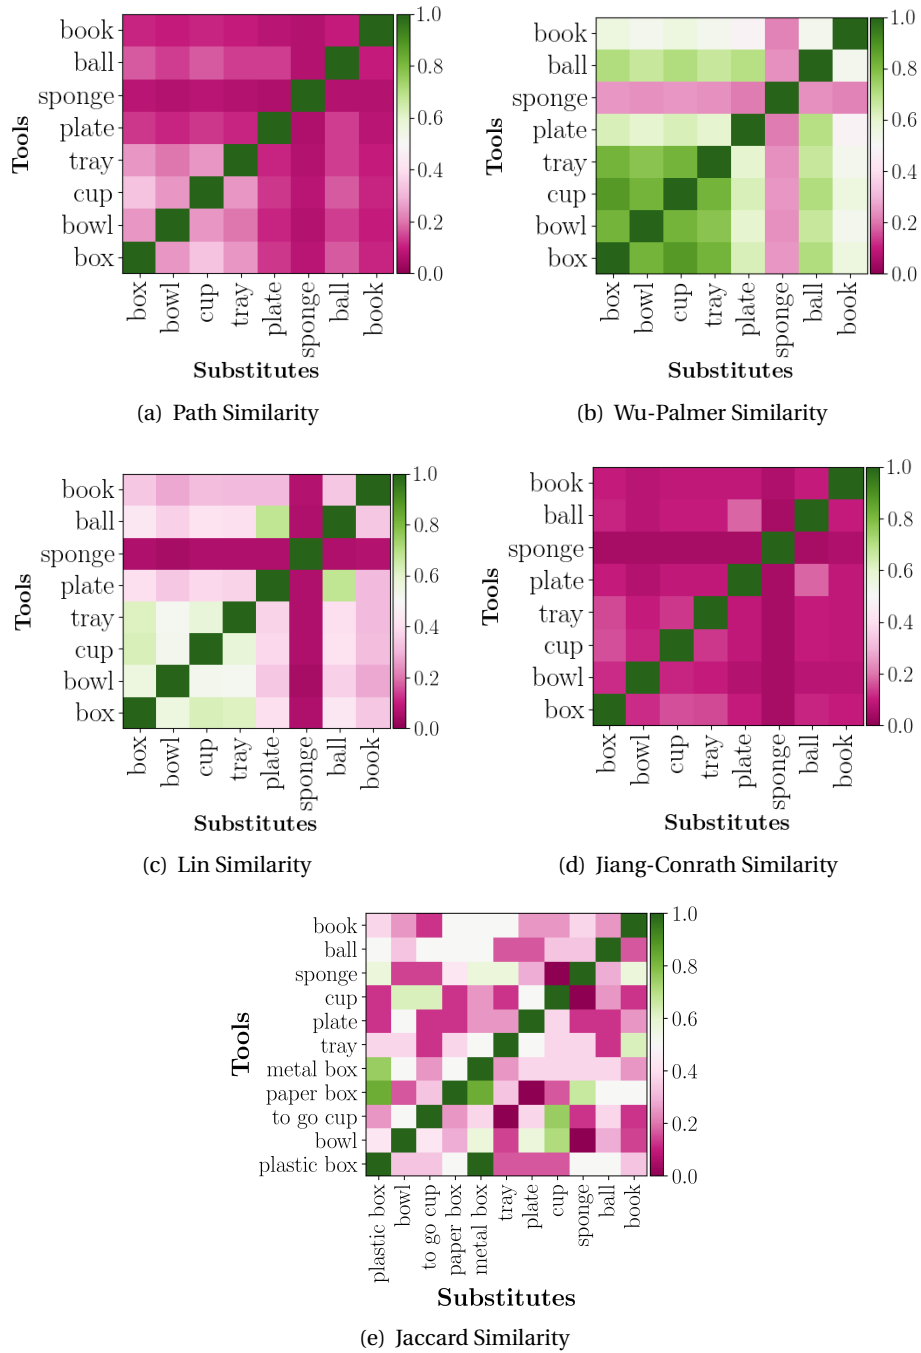 book
ball
sponge
plate
tray
cup
bowl
box
Tools
1.0
0.8
0.6
0.4
0.2
0.0
box
bowl
cup
tray
plate
sponge
ball
book
Substitutes
(a) Path Similarity
book
ball
sponge
plate
tray
cup
bowl
box
Tools
1.0
0.8
0.6
0.4
0.2
0.0
box
bowl
cup
tray
plate
sponge
ball
book
Substitutes
(b) Wu-Palmer Similarity
book
ball
sponge
plate
tray
cup
bowl
box
Tools
1.0
0.8
0.6
0.4
0.2
0.0
box
bowl
cup
tray
plate
sponge
ball
book
Substitutes
(c) Lin Similarity
book
ball
sponge
plate
tray
cup
bowl
box
Tools
1.0
0.8
0.6
0.4
0.2
0.0
box
bowl
cup
tray
plate
sponge
ball
book
Substitutes
(d) Jiang-Conrath Similarity
book
ball
sponge
cup
plate
tray
metal box
paper box
to go cup
bowl
plastic box
Tools
1.0
0.8
0.6
0.4
0.2
0.0
plastic box
bowl
to go cup
paper box
metal box
tray
plate
cup
sponge
ball
book
Substitutes
(e) Jaccard Similarity